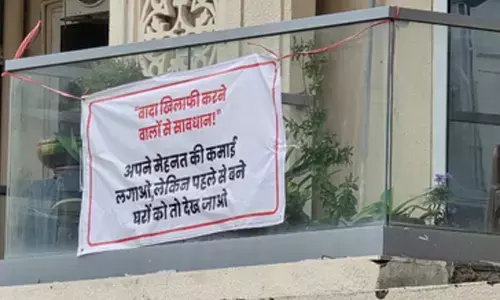 "वादा खिलाफी करने
वालों से सावधान!"
अपने मेहनत की कमाई
लगाओ, लेकिन पहले से बने
घरों को तो देख जाओ